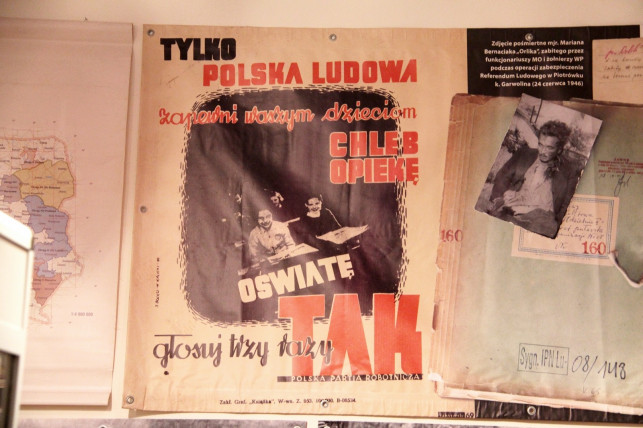 TYLKO
POLSKA LUDOWA
zapewni waszym dzieciom
CHLEB
OPIEKĘ
OŚWIATĘ
TAK
głosuj trzy razy
POLSKA PARTIA ROBOTNICZA
Zdjęcie pośmiertne mjr. Mariana
Bernaciaka „Orlika", zabitego przez
funkcjonariuszy MO i żołnierzy WP
podczas operacji zabezpieczenia
Referendum Ludowego w Piotrówku
k. Garwolina (24 czerwca 1946)
160
160
Sygn. IPN Lu- 08/148